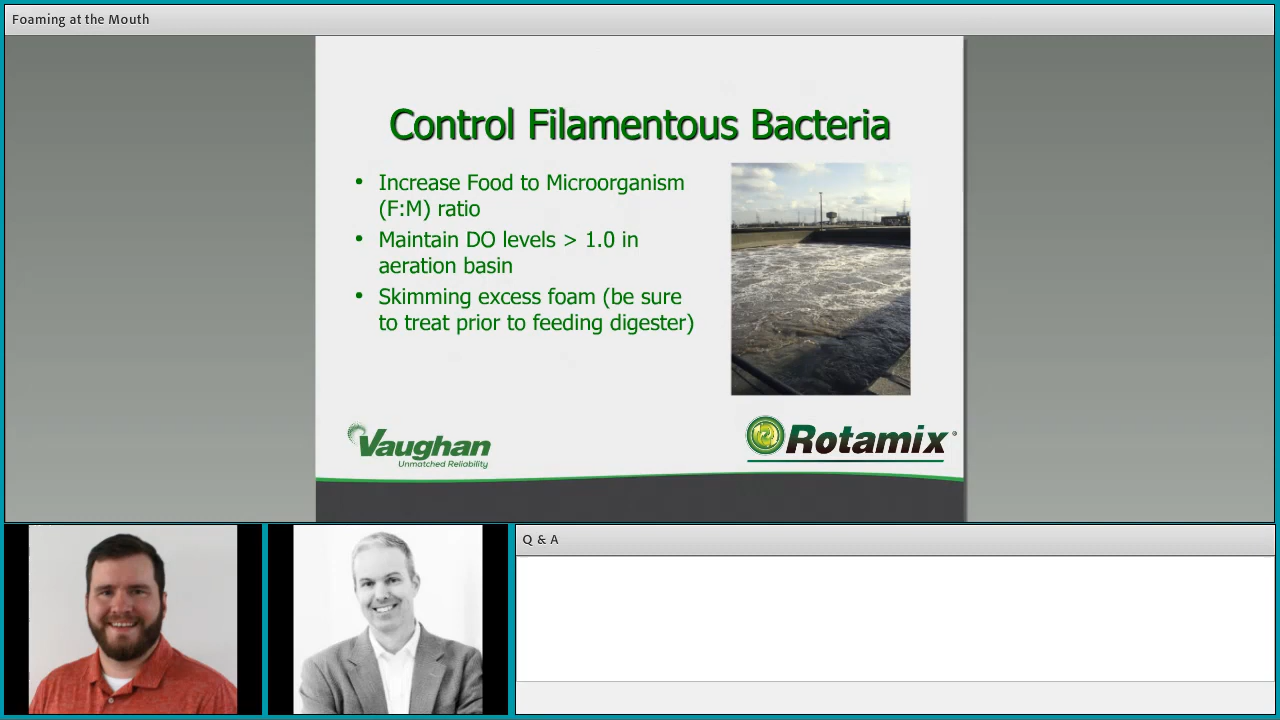 Foaming at the Mouth
Control Filamentous Bacteria
• Increase Food to Microorganism
(F:M) ratio
• Maintain DO levels > 1.0 in
aeration basin
• Skimming excess foam (be sure
to treat prior to feeding digester)
Vaughan
Unmatched Reliability
Rotamix®
Q & A